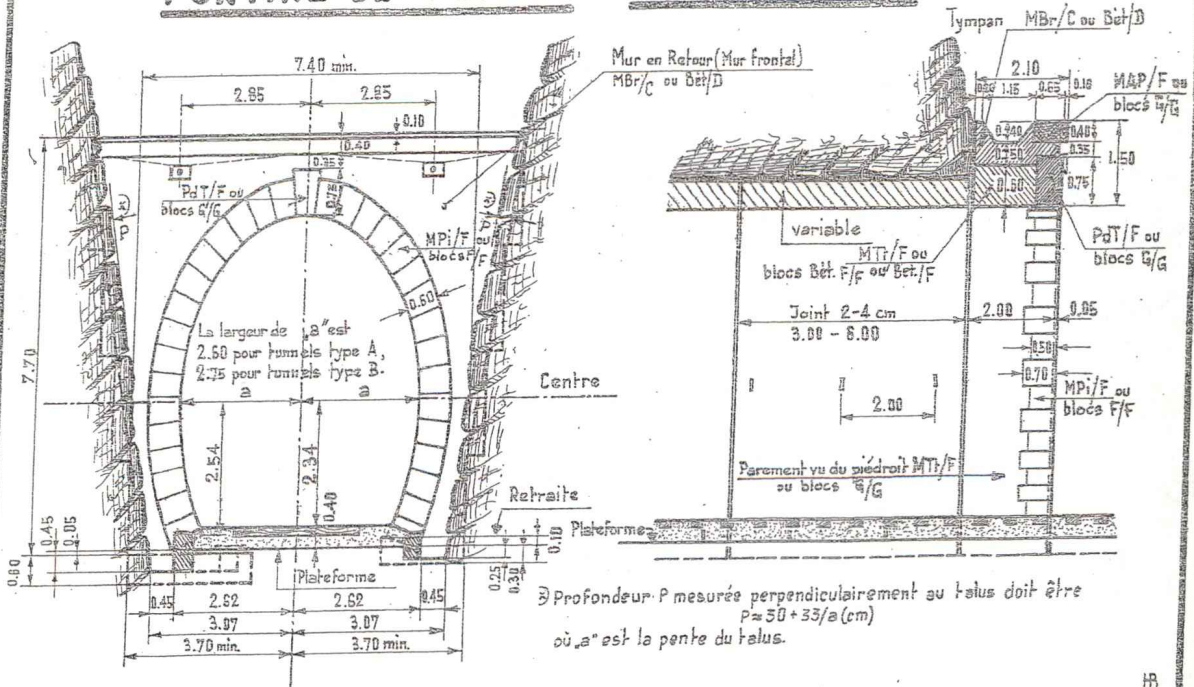 7.40 min.
2.85
2.85
0.10
0.40
0.35
0.75
PdT/F ou
blocs G/G
Mur en Retour (Mur frontal)
MBr/C ou Bét/D
MPi/F ou
blocs F/F
0.60
P
La largeur de „a” est
2.60 pour tunnels type A,
2.75 pour tunnels type B.
a
a
Centre
7.70
2.54
2.34
0.40
Retraite
0.10
0.25
0.30
0.45
0.05
0.80
Plateforme
0.45
2.62
2.62
0.45
3.07
3.07
3.70 min.
3.70 min.
Tympan
MBr/C ou Bét/D
2.10
1.15
0.65
0.10
MAP/F ou
blocs G/G
0.40
0.35
1.50
0.75
0.60
variable
MTr/F ou
blocs Bét. F/F ou Bet./F
PdT/F ou
blocs G/G
Joint 2-4 cm
3.00 - 6.00
2.00
0.05
0.50
0.70
MPi/F ou
blocs F/F
2.00
Parement vu du piédroit MTr/F
ou blocs G/G
Plateforme
Profondeur P mesurée perpendiculairement au talus doit être
P≈30+33/a (cm)
où „a” est la pente du talus.
HB